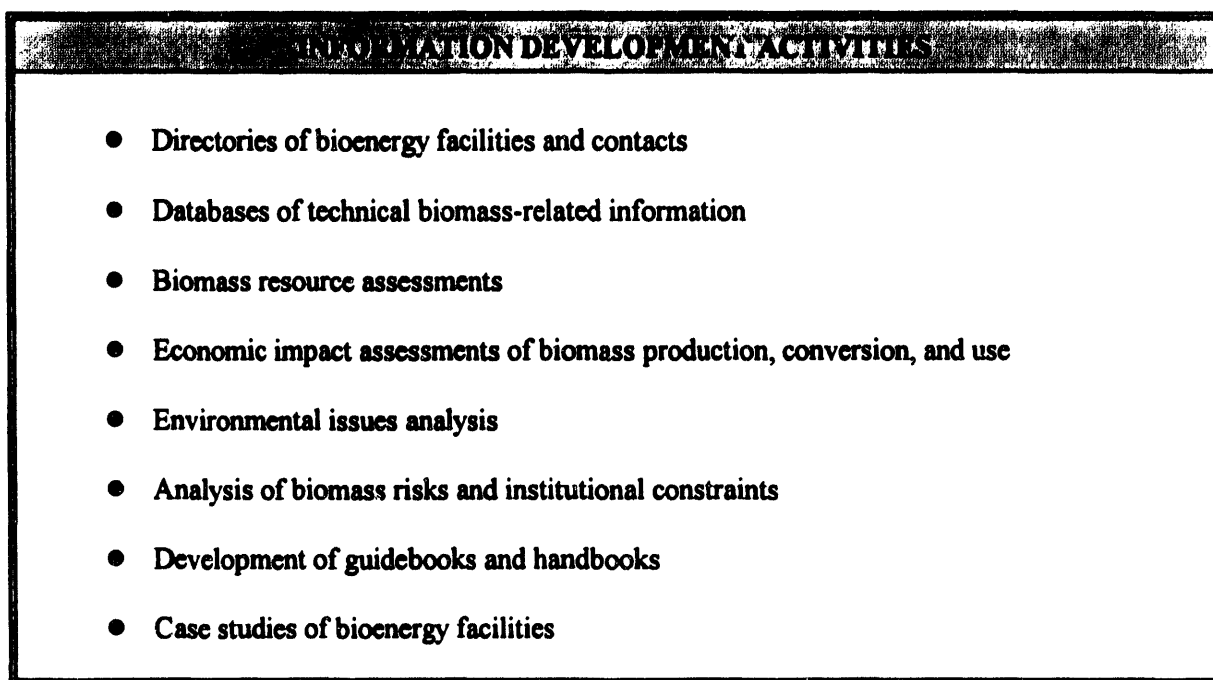 INFORMATION DEVELOPMENT ACTIVITIES
● Directories of bioenergy facilities and contacts
● Databases of technical biomass-related information
● Biomass resource assessments
● Economic impact assessments of biomass production, conversion, and use
● Environmental issues analysis
● Analysis of biomass risks and institutional constraints
● Development of guidebooks and handbooks
● Case studies of bioenergy facilities